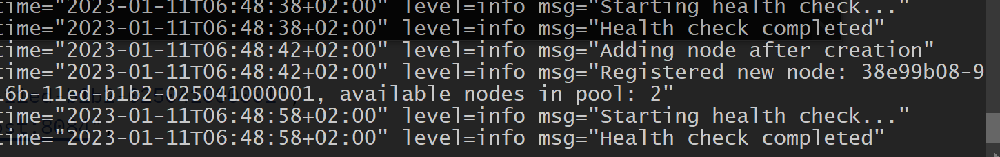 time="2023-01-11T06:48:38+02:00" level=info msg="Starting health check..."
time="2023-01-11T06:48:38+02:00" level=info msg="Health check completed"
time="2023-01-11T06:48:42+02:00" level=info msg="Adding node after creation"
time="2023-01-11T06:48:42+02:00" level=info msg="Registered new node: 38e99b08-9
16b-11ed-b1b2-025041000001, available nodes in pool: 2"
time="2023-01-11T06:48:58+02:00" level=info msg="Starting health check..."
ost:8084
time="2023-01-11T06:48:58+02:00" level=info msg="Health check completed"